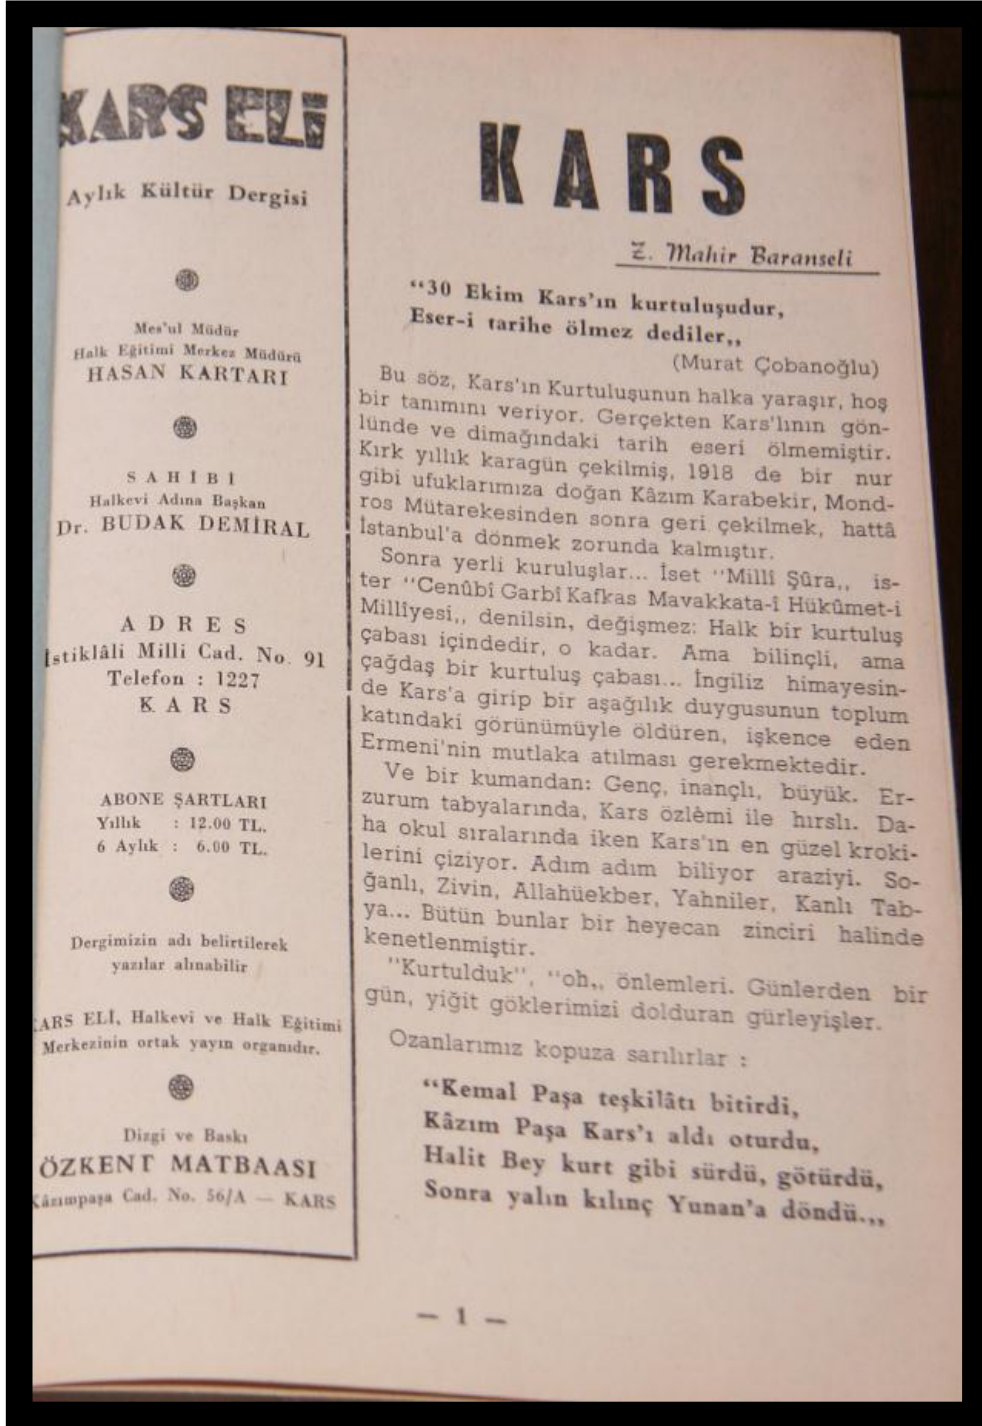 KARS ELİ
Aylık Kültür Dergisi
Mes'ul Müdür
Halk Eğitimi Merkez Müdürü
HASAN KARTARI
SAHİBİ
Halkevi Adına Başkan
Dr. BUDAK DEMİRAL
ADRES
İstiklâli Milli Cad. No. 91
Telefon : 1227
KARS
ABONE ŞARTLARI
Yıllık : 12.00 TL.
6 Aylık : 6.00 TL.
Dergimizin adı belirtilerek
yazılar alınabilir
KARS ELİ, Halkevi ve Halk Eğitimi
Merkezinin ortak yayın organıdır.
Dizgi ve Baskı
ÖZKENT MATBAASI
Kâzımpaşa Cad. No. 56/A — KARS
KARS
Z. Mahir Baranseli
“30 Ekim Kars'ın kurtuluşudur,
Eser-i tarihe ölmez dediler,,
(Murat Çobanoğlu)
Bu söz, Kars'ın Kurtuluşunun halka yaraşır, hoş
bir tanımını veriyor. Gerçekten Kars'lının gön-
lünde ve dimağındaki tarih eseri ölmemiştir.
Kırk yıllık karagün çekilmiş, 1918 de bir nur
gibi ufuklarımıza doğan Kâzım Karabekir, Mond-
ros Mütarekesinden sonra geri çekilmek, hattâ
İstanbul'a dönmek zorunda kalmıştır.
Sonra yerli kuruluşlar... İset "Millî Şûra,, is-
ter "Cenûbî Garbî Kafkas Mavakkata-î Hükûmet-i
Milliyesi,, denilsin, değişmez: Halk bir kurtuluş
çabası içindedir, o kadar. Ama bilinçli, ama
çağdaş bir kurtuluş çabası... İngiliz himayesin-
de Kars'a girip bir aşağılık duygusunun toplum
katındaki görünümüyle öldüren, işkence eden
Ermeni'nin mutlaka atılması gerekmektedir.
Ve bir kumandan: Genç, inançlı, büyük. Er-
zurum tabyalarında, Kars özlêmi ile hırslı. Da-
ha okul sıralarında iken Kars'ın en güzel kroki-
lerini çiziyor. Adım adım biliyor araziyi. So-
ğanlı, Zivin, Allahüekber, Yahniler, Kanlı Tab-
ya... Bütün bunlar bir heyecan zinciri halinde
kenetlenmiştir.
"Kurtulduk", "oh,, önlemleri. Günlerden bir
gün, yiğit göklerimizi dolduran gürleyişler.
Ozanlarımız kopuza sarılırlar :
“Kemal Paşa teşkilâtı bitirdi,
Kâzım Paşa Kars'ı aldı oturdu,
Halit Bey kurt gibi sürdü, götürdü,
Sonra yalın kılınç Yunan'a döndü.,,
— 1 —